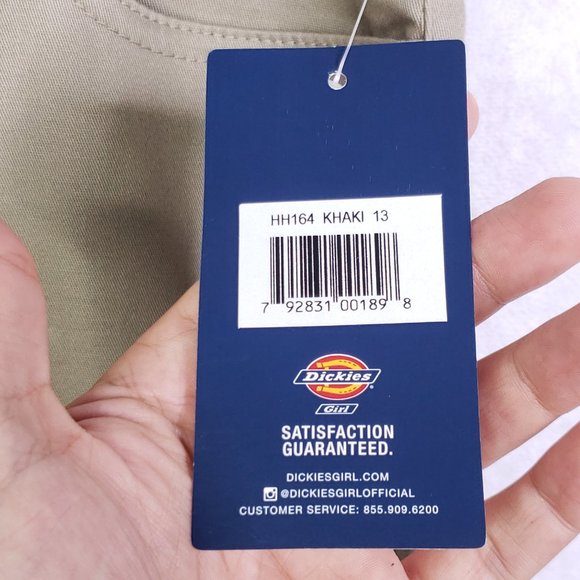 HH164 KHAKI 13
7 92831 00189 8
Dickies
Girl
SATISFACTION
GUARANTEED.
DICKIESGIRL.COM
@DICKIESGIRLOFFICIAL
CUSTOMER SERVICE: 855.909.6200